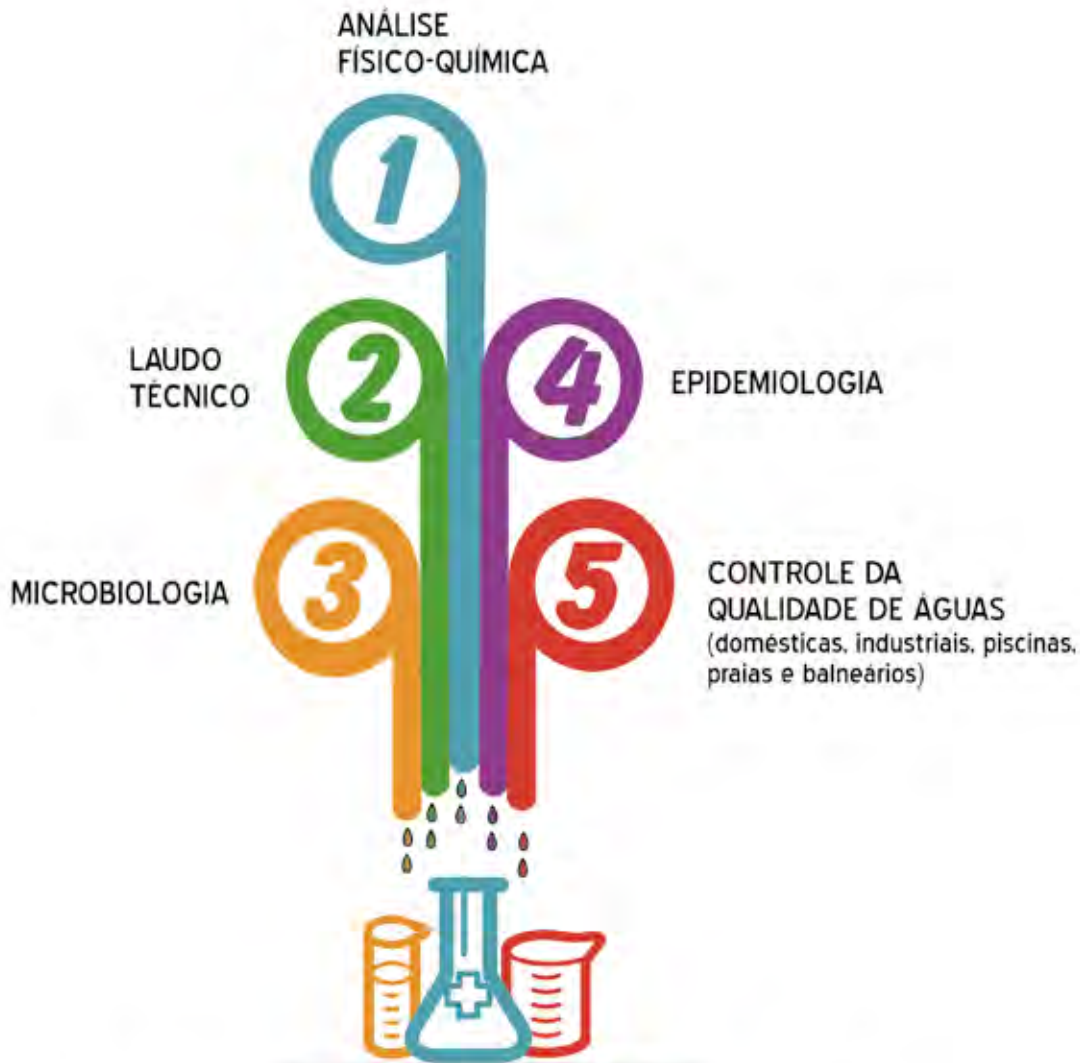 ANÁLISE
FÍSICO-QUÍMICA
1
LAUDO
TÉCNICO
2
4
EPIDEMIOLOGIA
MICROBIOLOGIA
3
5
CONTROLE DA
QUALIDADE DE ÁGUAS
(domésticas, industriais, piscinas,
praias e balneários)